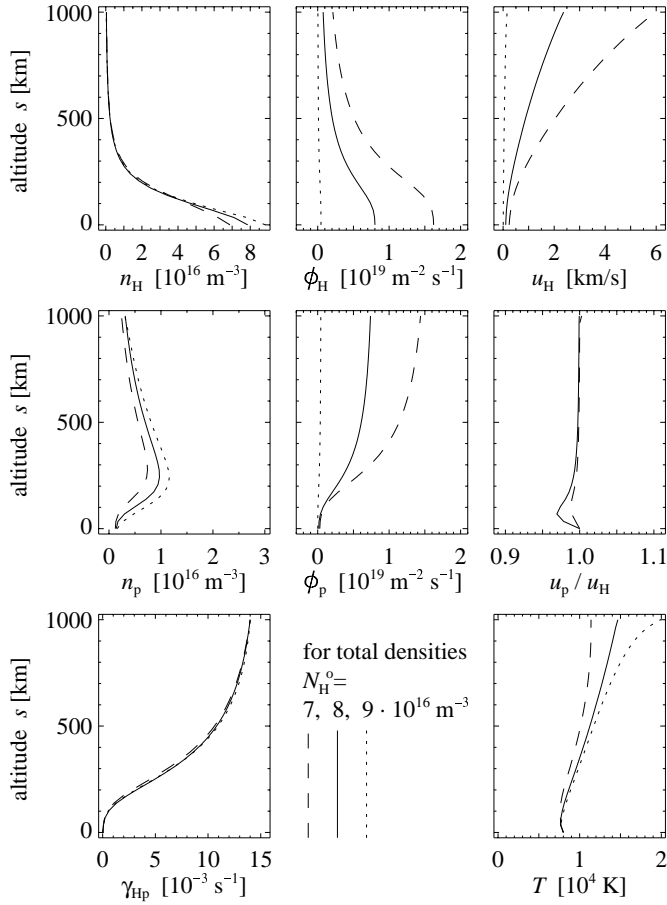 1000
500
0
altitude s [km]
0 2 4 6 8
n_H [10^16 m^−3]
0 1 2
ϕ_H [10^19 m^−2 s^−1]
0 2 4 6
u_H [km/s]
1000
500
0
altitude s [km]
0 1 2 3
n_p [10^16 m^−3]
0 1 2
ϕ_p [10^19 m^−2 s^−1]
0.9 1.0 1.1
u_p / u_H
1000
500
0
altitude s [km]
0 5 10 15
γ_Hp [10^−3 s^−1]
for total densities
N_H^o=
7, 8, 9 · 10^16 m^−3
0 1 2
T [10^4 K]